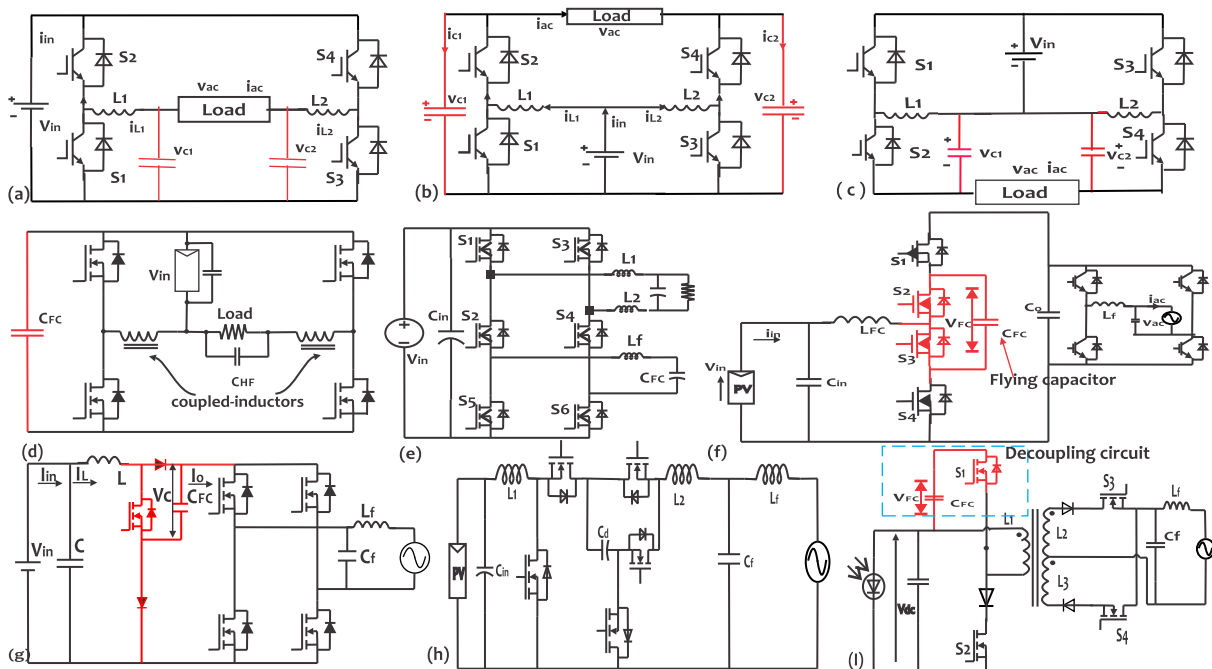 iin
S2
+
-
Vin
S1
L1
iL1
vac
iac
Load
L2
iL2
vC1
vC2
S4
S3
(a)
iac
Load
vac
iC1
iC2
S2
S4
L1
L2
iL1
iin
iL2
+
-
vC1
vC2
S1
S3
Vin
(b)
Vin
+
-
S1
S3
L1
L2
S4
S2
vC1
vC2
vac
iac
Load
(c)
CFC
Vin
Load
CHF
coupled-inductors
(d)
S1
S3
L1
L2
Cin
S2
S4
Vin
Lf
CFC
S5
S6
(e)
S1
S2
LFC
VFC
CFC
S3
iin
Vin
PV
Cin
Flying capacitor
S4
Co
Lf
iac
vac
(f)
Iin
IL
L
Vc
CFC
Io
Vin
C
Lf
Cf
(g)
L1
L2
Lf
Cd
PV
Cin
Cf
(h)
Decoupling circuit
S1
VFC
CFC
L1
L2
L3
S3
Lf
Cf
Vdc
S2
S4
(I)